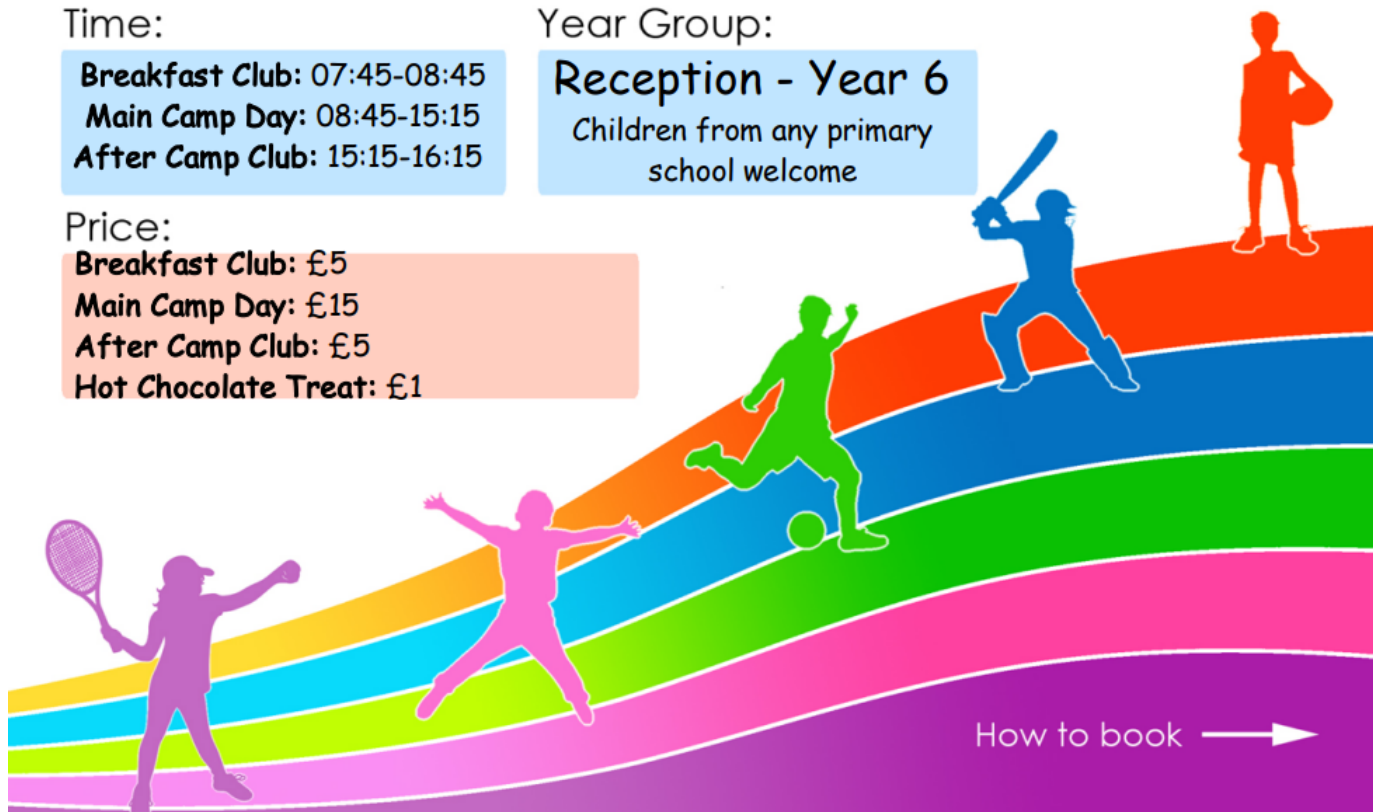 Time:
Breakfast Club: 07:45-08:45
Main Camp Day: 08:45-15:15
After Camp Club: 15:15-16:15
Year Group:
Reception - Year 6
Children from any primary
school welcome
Price:
Breakfast Club: £5
Main Camp Day: £15
After Camp Club: £5
Hot Chocolate Treat: £1
How to book